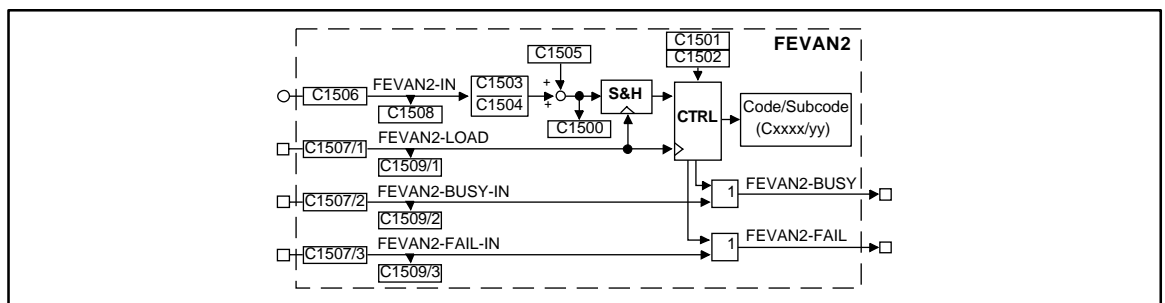 C1501
FEVAN2
C1505
C1502
C1506
FEVAN2-IN
C1503
C1504
+
+
S&H
CTRL
Code/Subcode
(Cxxxx/yy)
C1508
C1500
C1507/1
FEVAN2-LOAD
C1509/1
C1507/2
FEVAN2-BUSY-IN
1
FEVAN2-BUSY
C1509/2
C1507/3
FEVAN2-FAIL-IN
1
FEVAN2-FAIL
C1509/3